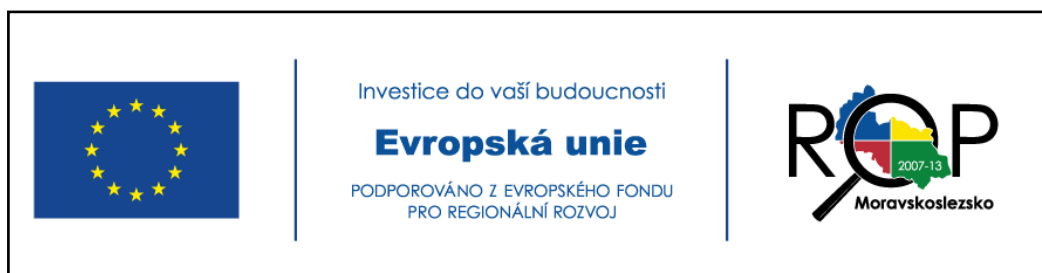 Investice do vaší budoucnosti
Evropská unie
PODPOROVÁNO Z EVROPSKÉHO FONDU
PRO REGIONÁLNÍ ROZVOJ
ROP
2007-13
Moravskoslezsko